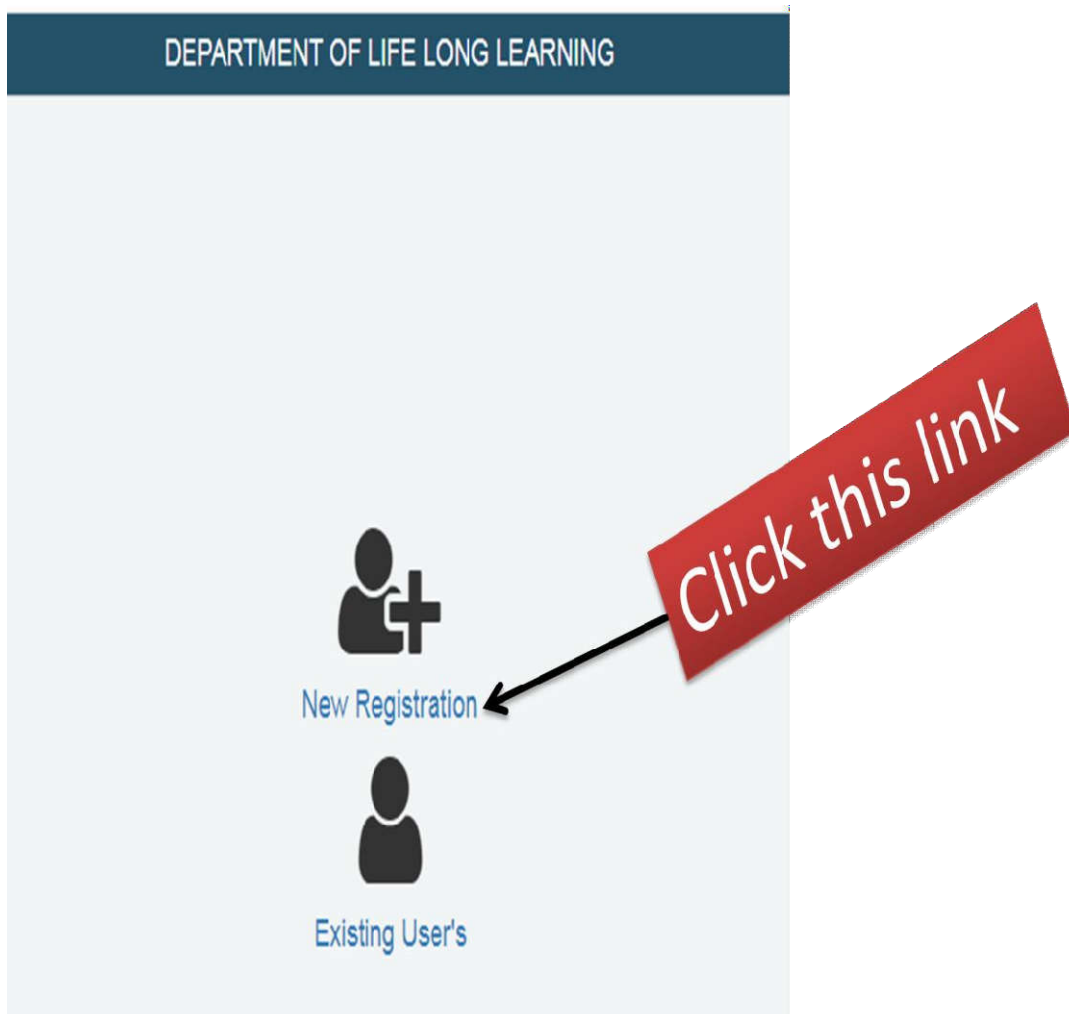 DEPARTMENT OF LIFE LONG LEARNING
Click this link
New Registration
Existing User's